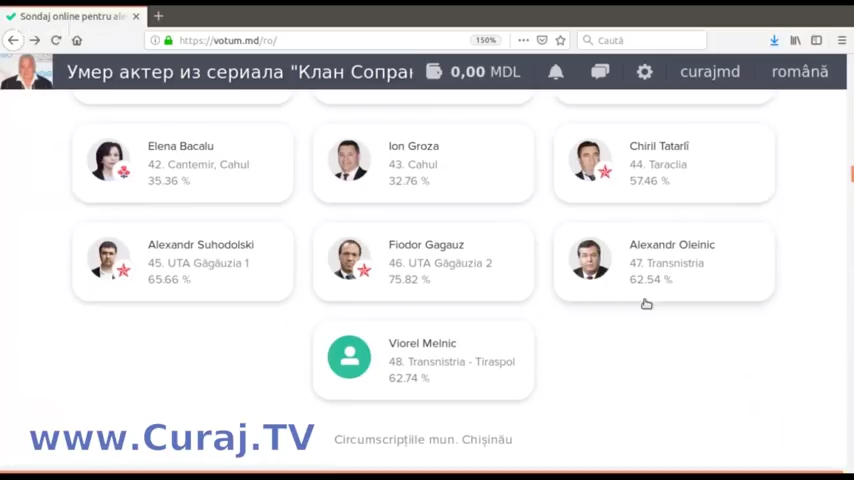 Sondaj online pentru ale
https://votum.md/ro/
150%
Caută
Умер актер из сериала "Клан Сопран
0,00 MDL
curajmd
română
Elena Bacalu
42. Cantemir, Cahul
35.36 %
Ion Groza
43. Cahul
32.76 %
Chiril Tatarlî
44. Taraclia
57.46 %
Alexandr Suhodolski
45. UTA Găgăuzia 1
65.66 %
Fiodor Gagauz
46. UTA Găgăuzia 2
75.82 %
Alexandr Oleinic
47. Transnistria
62.54 %
Viorel Melnic
48. Transnistria - Tiraspol
62.74 %
www.Curaj.TV
Circumscripțiile mun. Chișinău